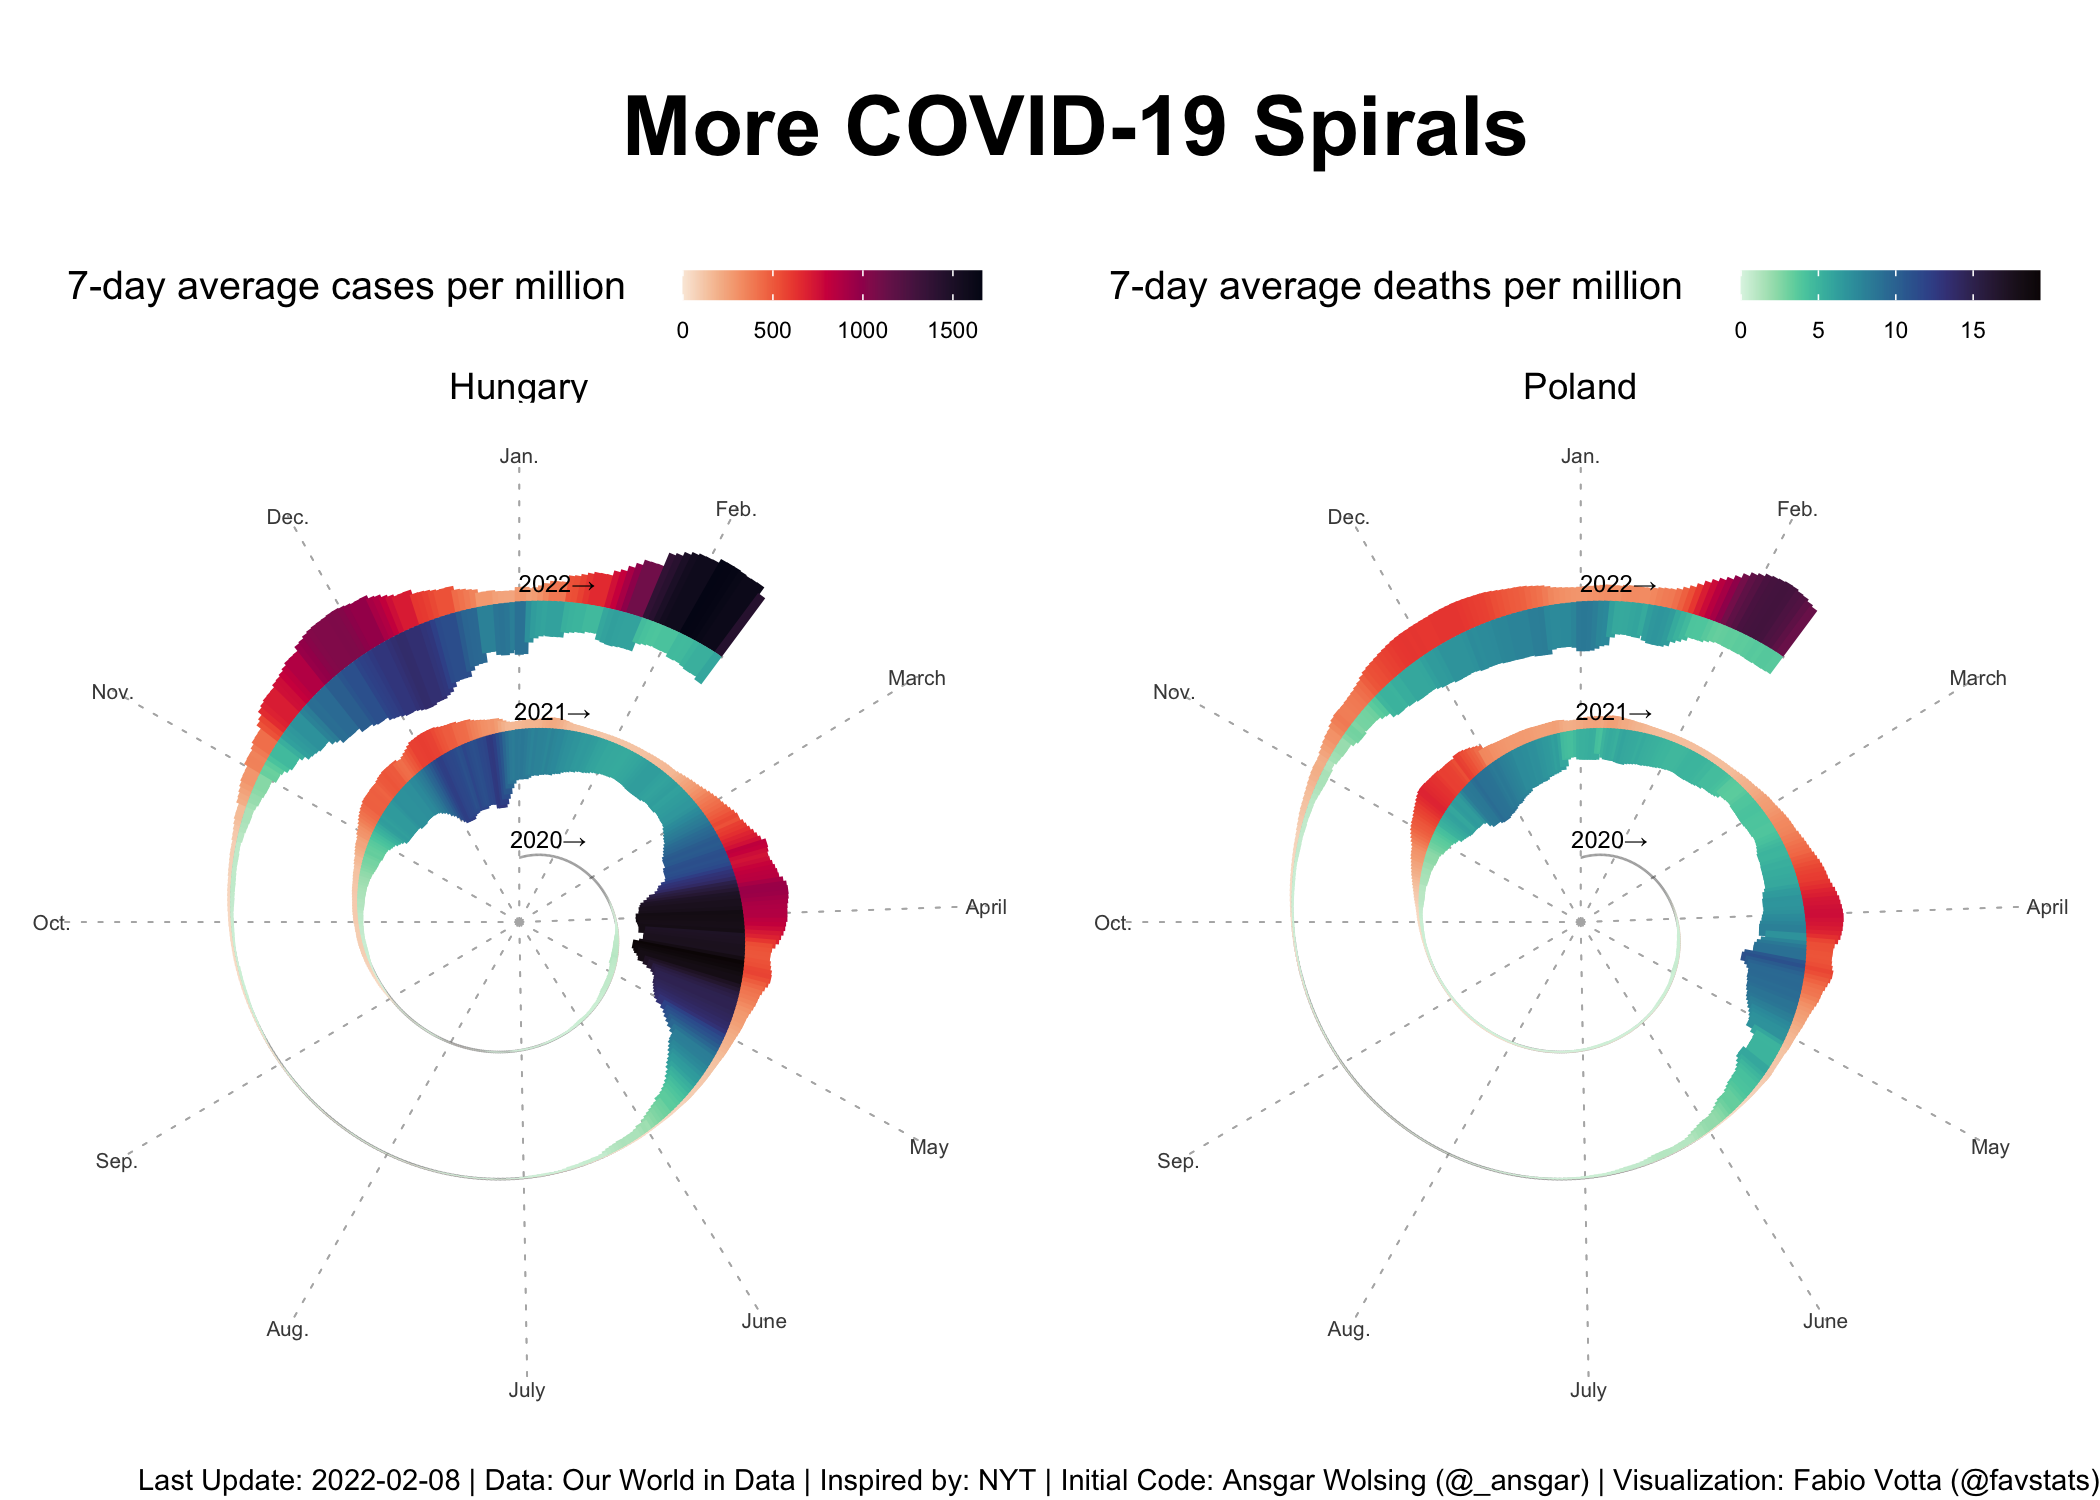 More COVID-19 Spirals
7-day average cases per million
0 500 1000 1500
7-day average deaths per million
0 5 10 15
Hungary
Jan.
Feb.
March
April
May
June
July
Aug.
Sep.
Oct.
Nov.
Dec.
2022→
2021→
2020→
Poland
Jan.
Feb.
March
April
May
June
July
Aug.
Sep.
Oct.
Nov.
Dec.
2022→
2021→
2020→
Last Update: 2022-02-08 | Data: Our World in Data | Inspired by: NYT | Initial Code: Ansgar Wolsing (@_ansgar) | Visualization: Fabio Votta (@favstats)